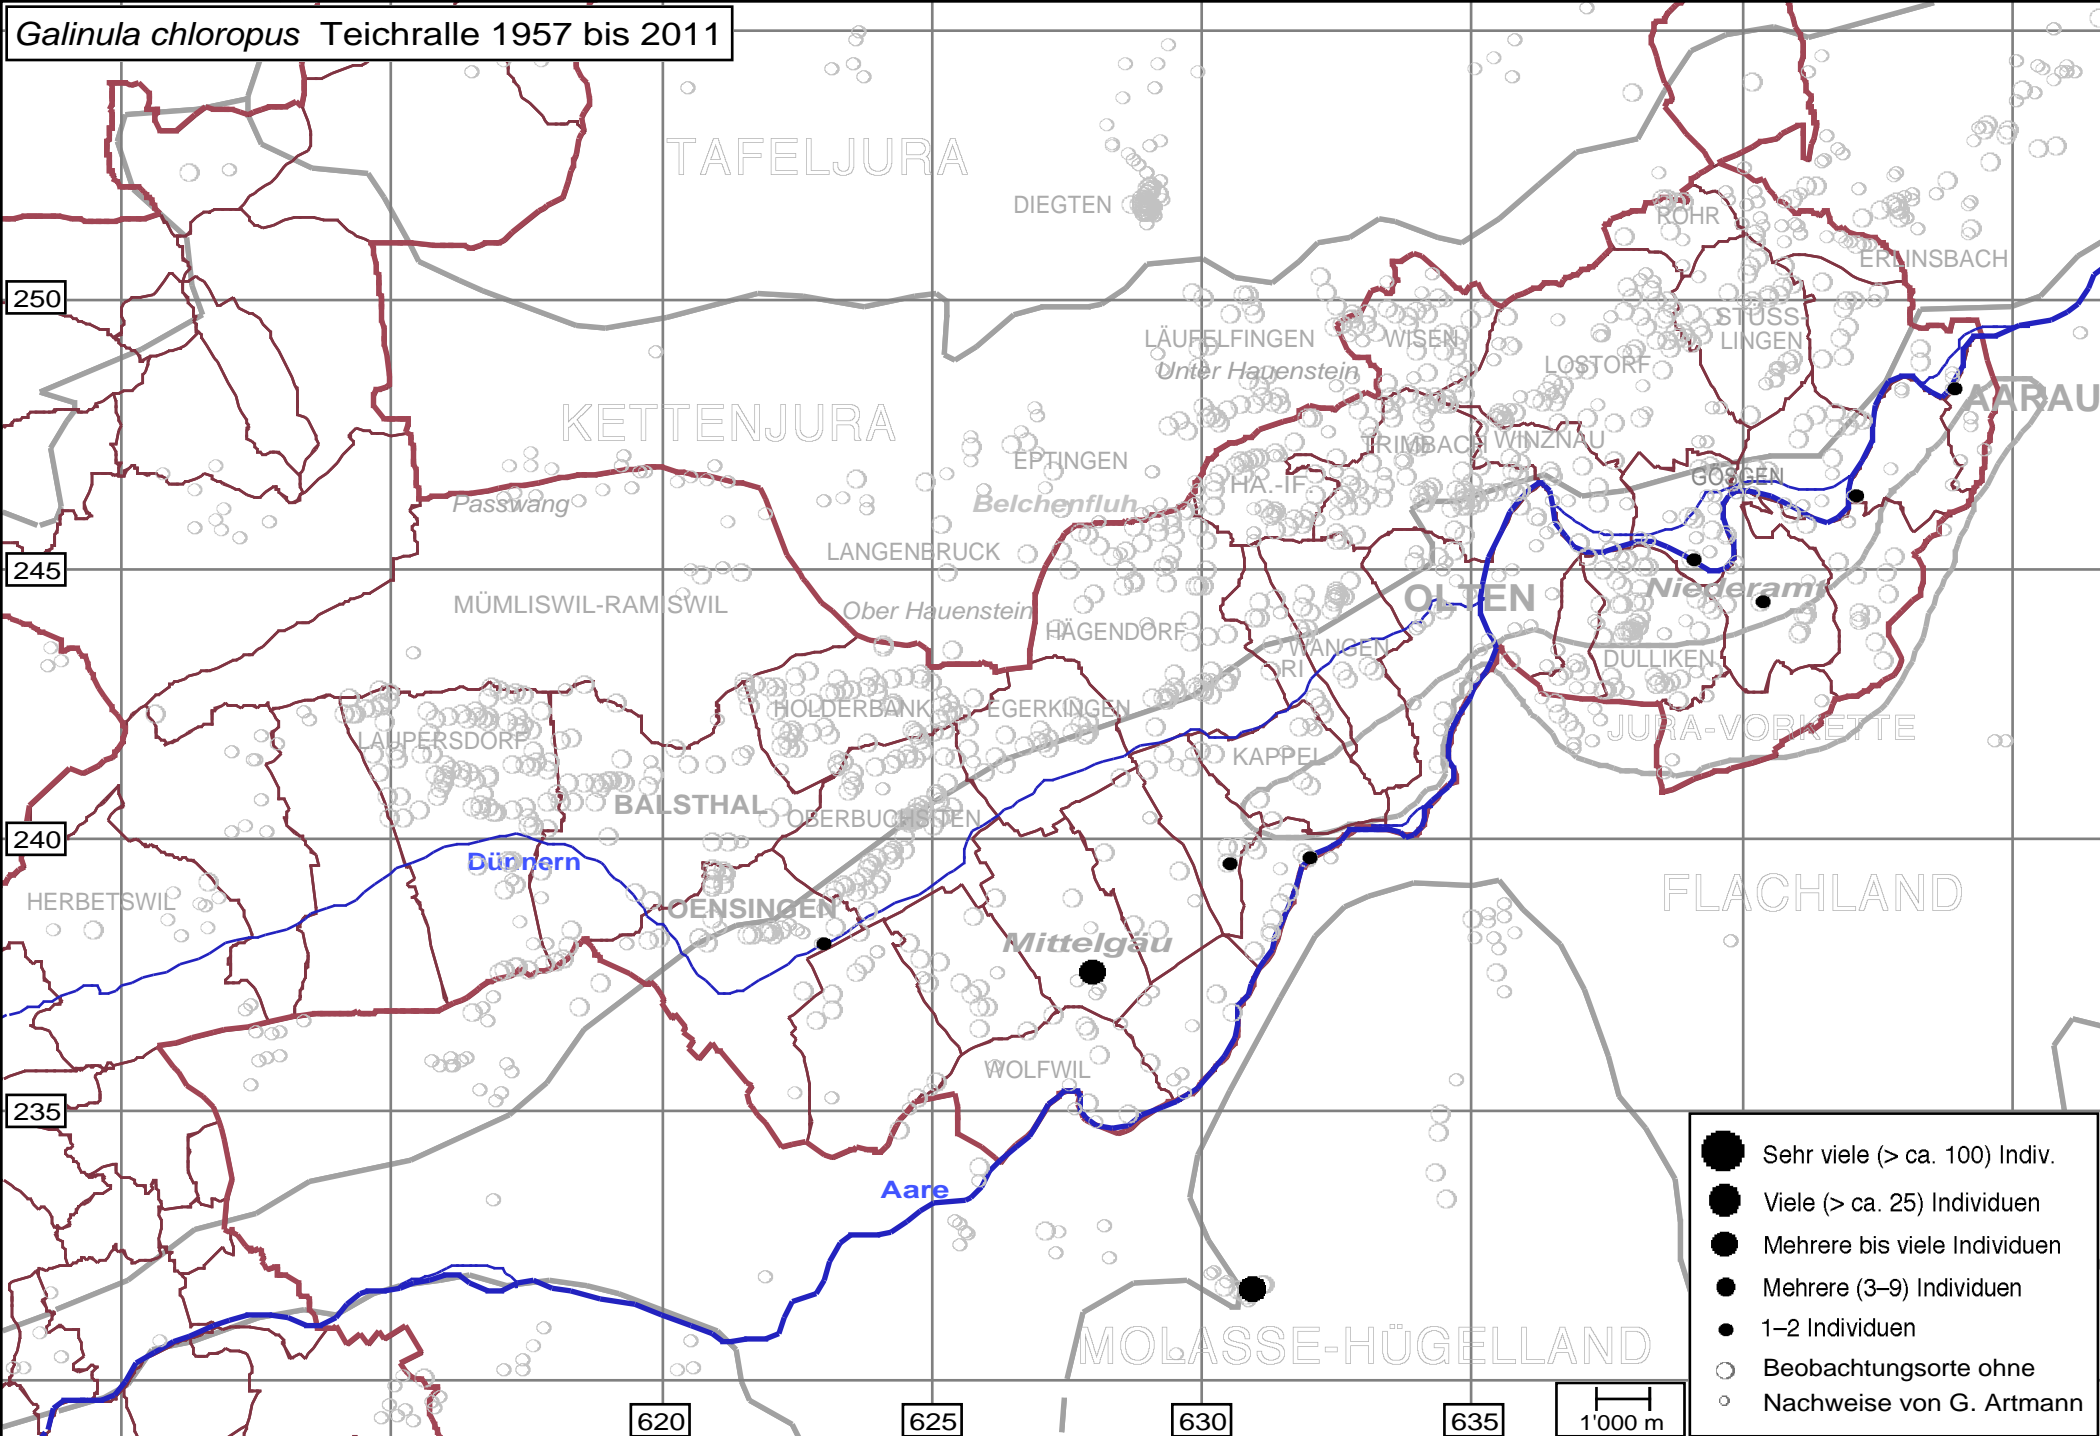 Galinula chloropus Teichralle 1957 bis 2011
TAFELJURA
DIEGTEN
ROHR
ERLINSBACH
250
STÜSS-
LINGEN
LÄUFELFINGEN
WISEN
Unter Hauenstein
LOSTORF
AARAU
KETTENJURA
TRIMBACH
WINZNAU
EPTINGEN
GÖSGEN
HA.-IF.
Passwang
Belchenfluh
LANGENBRUCK
245
Niederamt
OLTEN
MÜMLISWIL-RAMISWIL
Ober Hauenstein
HÄGENDORF
WANGEN
RI
DULLIKEN
HOLDERBANK
EGERKINGEN
JURA-VORKETTE
LAUPERSDORF
KAPPEL
BALSTHAL
OBERBUCHSITEN
240
Dünnern
FLACHLAND
HERBETSWIL
OENSINGEN
Mittelgäu
WOLFWIL
235
Aare
MOLASSE-HÜGELLAND
620
625
630
635
1'000 m
Sehr viele (> ca. 100) Indiv.
Viele (> ca. 25) Individuen
Mehrere bis viele Individuen
Mehrere (3–9) Individuen
1–2 Individuen
Beobachtungsorte ohne
Nachweise von G. Artmann